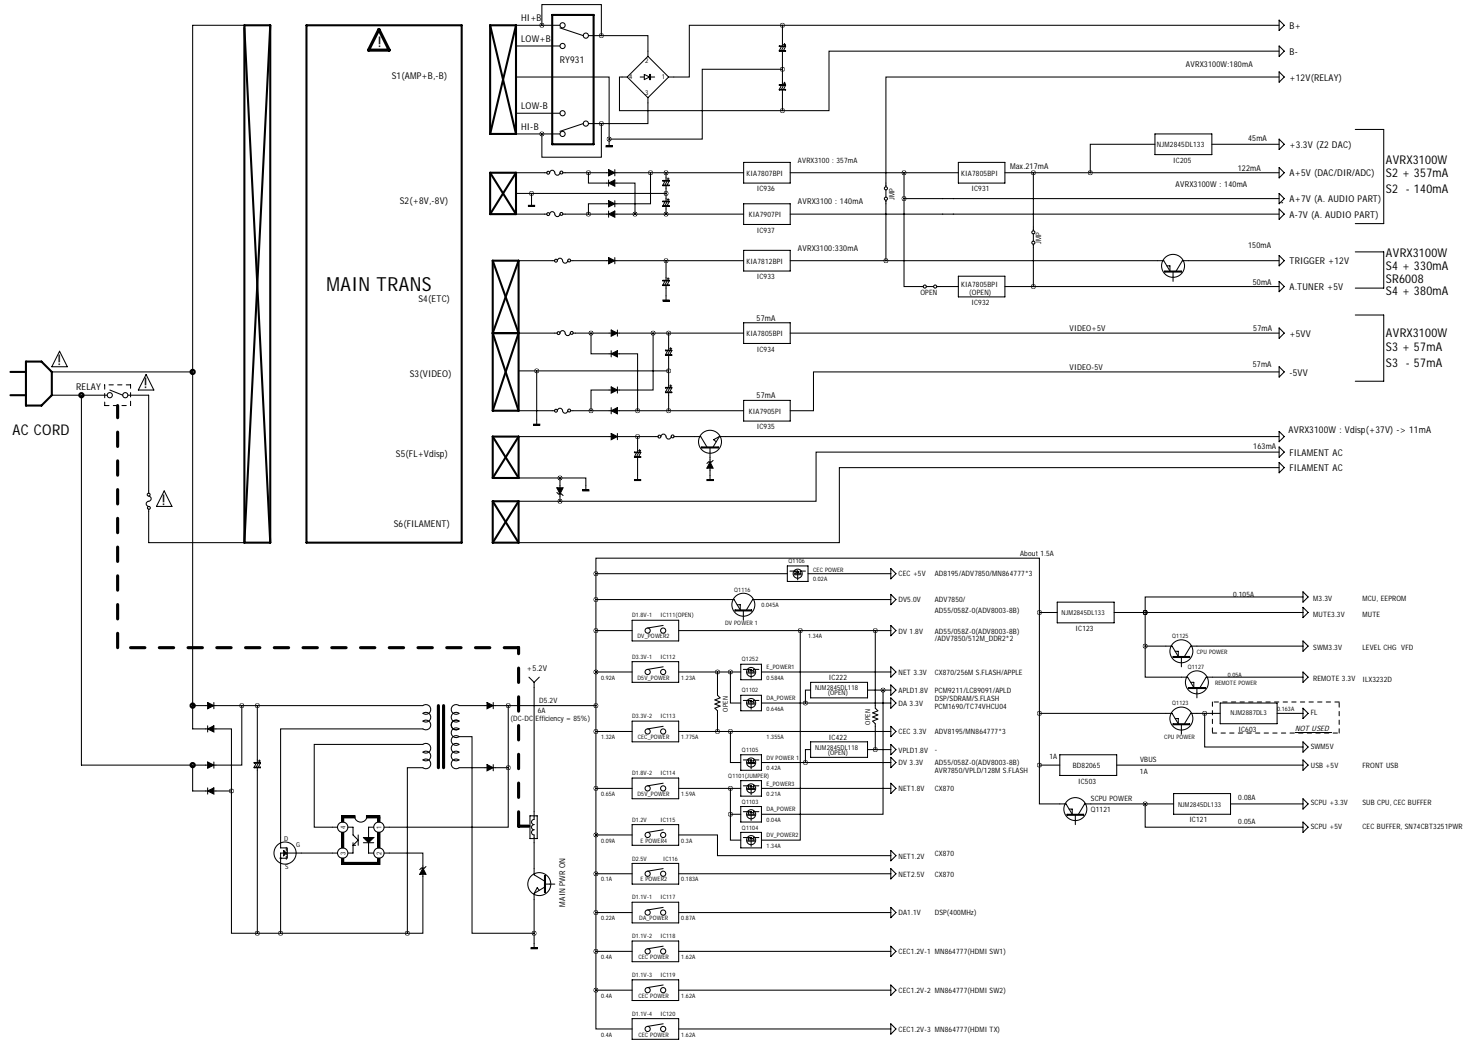 HI+B
LOW+B
RY931
LOW-B
HI-B
2
4
1
3
B+
B-
AVRX3100W:180mA
+12V(RELAY)
S1(AMP+B,-B)
S2(+8V,-8V)
MAIN TRANS
S4(ETC)
S3(VIDEO)
S5(FL+Vdisp)
S6(FILAMENT)
RELAY
AC CORD
KIA7807BPI
IC936
AVRX3100 : 357mA
KIA7805BPI
IC931
Max.217mA
NJM2845DL133
IC205
45mA
+3.3V (Z2 DAC)
122mA
A+5V (DAC/DIR/ADC)
AVRX3100W : 140mA
A+7V (A. AUDIO PART)
A-7V (A. AUDIO PART)
AVRX3100W
S2 + 357mA
S2 - 140mA
KIA7907PI
IC937
AVRX3100 : 140mA
JMP
JMP
KIA7812BPI
IC933
AVRX3100:330mA
150mA
TRIGGER +12V
OPEN
KIA7805BPI
(OPEN)
IC932
50mA
A.TUNER +5V
AVRX3100W
S4 + 330mA
SR6008
S4 + 380mA
57mA
KIA7805BPI
IC934
VIDEO+5V
57mA
+5VV
VIDEO-5V
57mA
-5VV
AVRX3100W
S3 + 57mA
S3 - 57mA
57mA
KIA7905PI
IC935
AVRX3100W : Vdisp(+37V) -> 11mA
163mA
FILAMENT AC
FILAMENT AC
+5.2V
D5.2V
6A
(DC-DC Efficiency = 85%)
MAIN PWR ON
D
G
S
4
1
3
2
About 1.5A
Q1106
CEC POWER
0.02A
CEC +5V AD8195/ADV7850/MN864777*3
Q1116
0.045A
DV POWER 1
DV5.0V ADV7850/
AD55/058Z-0(ADV8003-8B)
D1.8V-1 IC111(OPEN)
DV_POWER2
1.34A
DV 1.8V AD55/058Z-0(ADV8003-8B)
/ADV7850/512M_DDR2*2
D3.3V-1 IC112
0.92A
D5V_POWER
1.23A
Q1252
E_POWER1
0.584A
NET 3.3V CX870/256M S.FLASH/APPLE
OPEN
Q1102
DA_POWER
0.646A
IC222
NJM2845DL118
(OPEN)
APLD1.8V PCM9211/LC89091/APLD
DSP/SDRAM/S.FLASH
DA 3.3V PCM1690/TC74VHCU04
OPEN
D3.3V-2 IC113
1.32A
CEC_POWER
1.775A
1.355A
CEC 3.3V ADV8195/MN864777*3
Q1105
DV POWER 1
0.42A
IC422
NJM2845DL118
(OPEN)
VPLD1.8V -
DV 3.3V AD55/058Z-0(ADV8003-8B)
AVR7850/VPLD/128M S.FLASH
D1.8V-2 IC114
0.65A
D5V_POWER
1.59A
Q1101(JUMPER)
E_POWER3
0.21A
NET1.8V CX870
Q1103
DA_POWER
0.04A
Q1104
DV_POWER2
1.34A
D1.2V IC115
0.09A
E POWER4
0.3A
NET1.2V CX870
D2.5V IC116
0.1A
E POWER2
0.183A
NET2.5V CX870
D1.1V-1 IC117
0.22A
DA_POWER
0.87A
DA1.1V DSP(400MHz)
D1.1V-2 IC118
0.4A
CEC POWER
1.62A
CEC1.2V-1 MN864777(HDMI SW1)
D1.1V-3 IC119
0.4A
CEC POWER
1.62A
CEC1.2V-2 MN864777(HDMI SW2)
D1.1V-4 IC120
0.4A
CEC POWER
1.62A
CEC1.2V-3 MN864777(HDMI TX)
NJM2845DL133
IC123
0.105A
M3.3V MCU, EEPROM
MUTE3.3V MUTE
Q1125
CPU POWER
SWM3.3V LEVEL CHG VFD
Q1127
0.05A
REMOTE POWER
REMOTE 3.3V ILX3232D
Q1123
CPU POWER
NJM2887DL3
IC603
0.163A
FL
NOT USED
SWM5V
1A
BD82065
IC503
VBUS
1A
USB +5V FRONT USB
SCPU POWER
Q1121
NJM2845DL133
IC121
0.08A
SCPU +3.3V SUB CPU, CEC BUFFER
0.05A
SCPU +5V CEC BUFFER, SN74CBT3251PWR